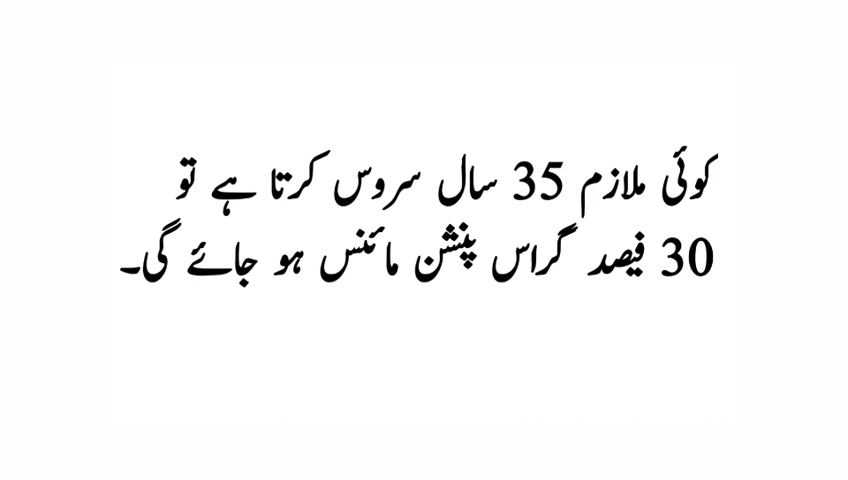 کوئی ملازم 35 سال سروس کرتا ہے تو
30 فیصد گراس پنشن مائنس ہو جائے گی۔